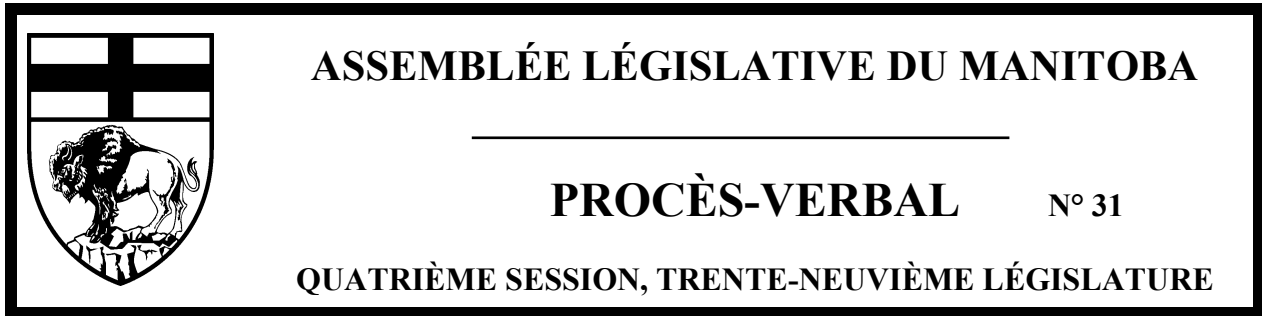 ASSEMBLÉE LÉGISLATIVE DU MANITOBA
PROCÈS-VERBAL N° 31
QUATRIÈME SESSION, TRENTE-NEUVIÈME LÉGISLATURE